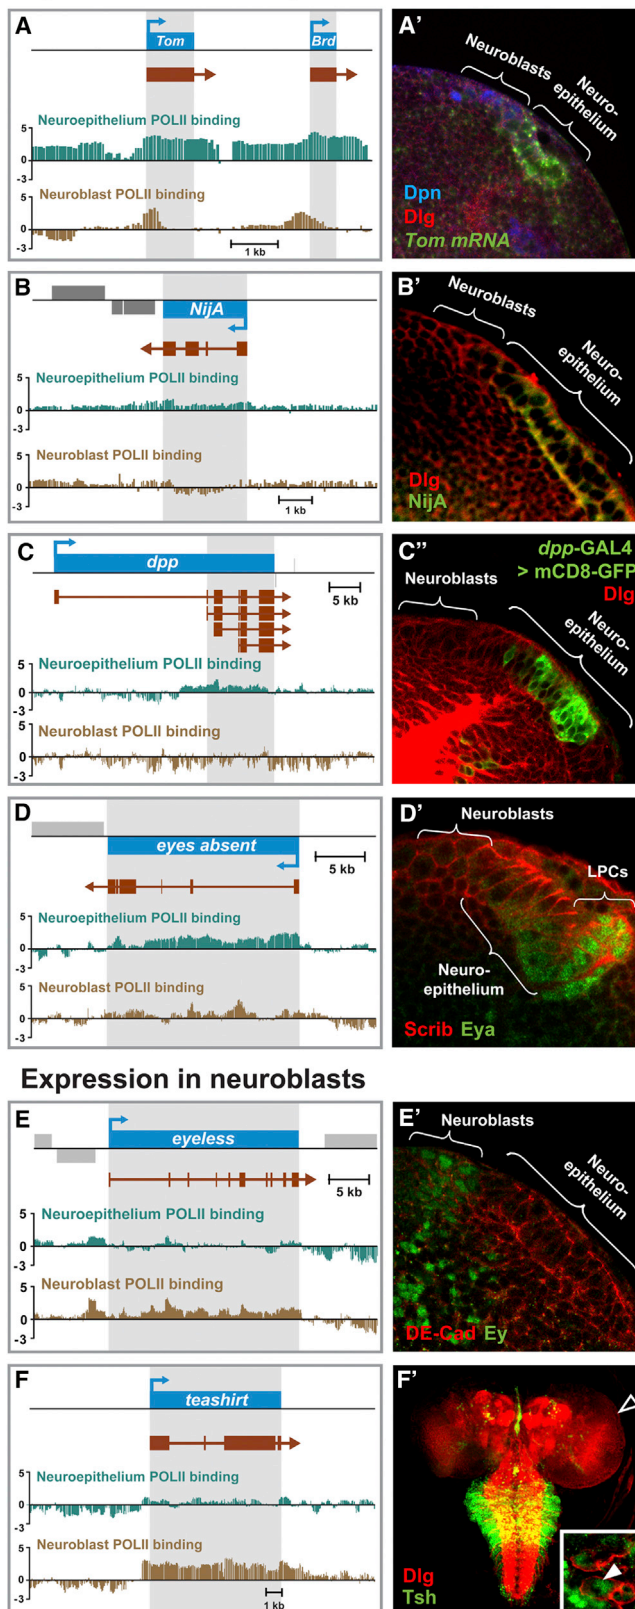 A
Tom
Brd
Neuroepithelium POLII binding
5
0
-3
Neuroblast POLII binding
5
0
-3
1 kb
A'
Neuroblasts
Neuro-
epithelium
Dpn
Dlg
Tom mRNA
B
NijA
Neuroepithelium POLII binding
5
0
-3
Neuroblast POLII binding
5
0
-3
1 kb
B'
Neuroblasts
Neuro-
epithelium
Dlg
NijA
C
dpp
5 kb
Neuroepithelium POLII binding
5
0
-3
Neuroblast POLII binding
5
0
-3
C''
dpp-GAL4
> mCD8-GFP
Dlg
Neuroblasts
Neuro-
epithelium
D
eyes absent
5 kb
Neuroepithelium POLII binding
5
0
-3
Neuroblast POLII binding
5
0
-3
D'
Neuroblasts
LPCs
Neuro-
epithelium
Scrib Eya
Expression in neuroblasts
E
eyeless
5 kb
Neuroepithelium POLII binding
5
0
-3
Neuroblast POLII binding
5
0
-3
E'
Neuroblasts
Neuro-
epithelium
DE-Cad Ey
F
teashirt
Neuroepithelium POLII binding
5
0
-3
Neuroblast POLII binding
5
0
-3
1 kb
F'
Dlg
Tsh